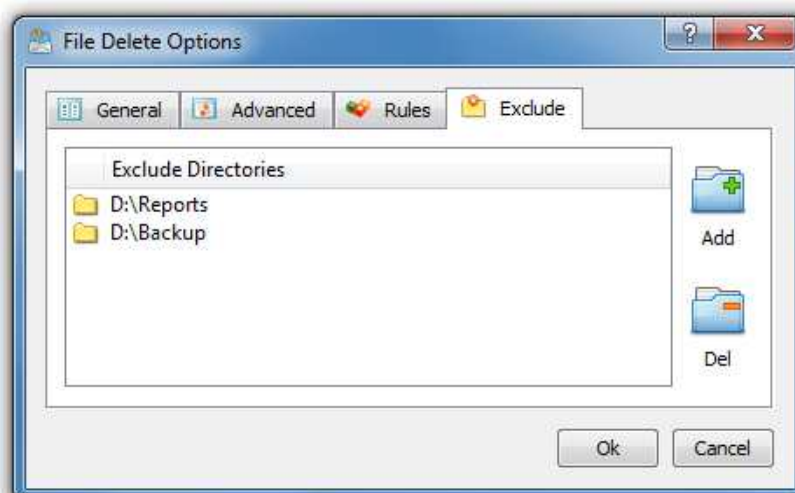 File Delete Options
General Advanced Rules Exclude
Exclude Directories
D:\Reports
D:\Backup
Add
Del
Ok Cancel